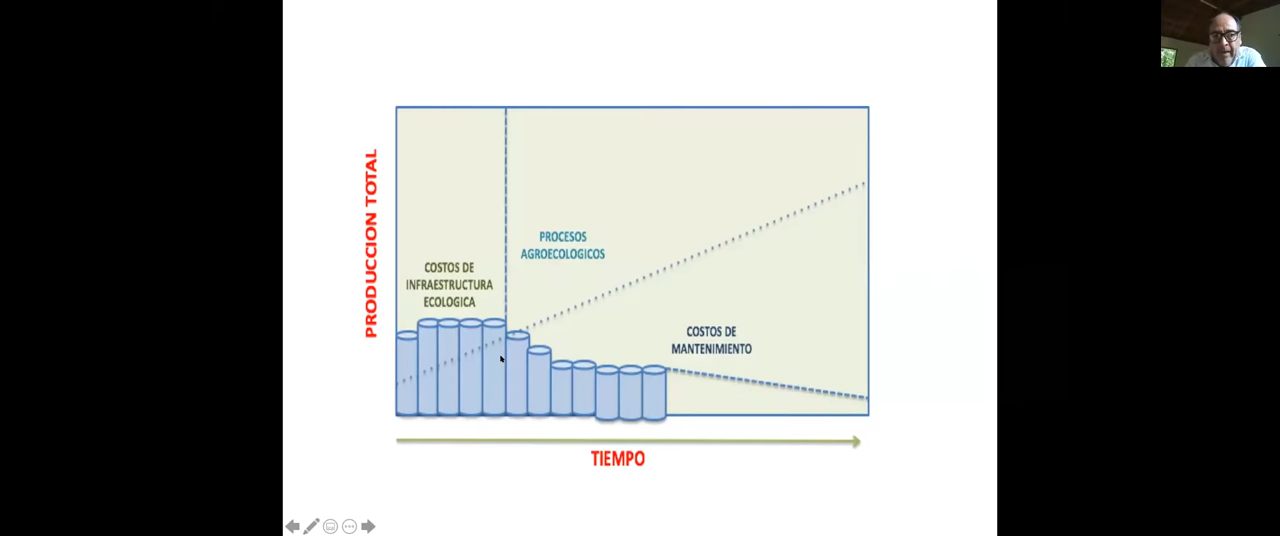 PRODUCCION TOTAL
COSTOS DE
INFRAESTRUCTURA
ECOLOGICA
PROCESOS
AGROECOLOGICOS
COSTOS DE
MANTENIMIENTO
TIEMPO